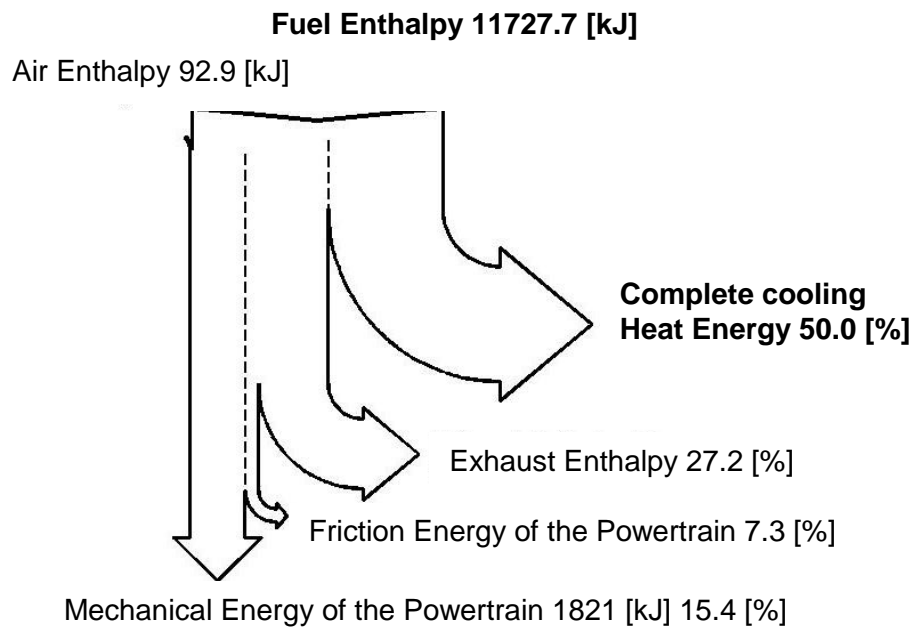 Fuel Enthalpy 11727.7 [kJ]
Air Enthalpy 92.9 [kJ]
Complete cooling
Heat Energy 50.0 [%]
Exhaust Enthalpy 27.2 [%]
Friction Energy of the Powertrain 7.3 [%]
Mechanical Energy of the Powertrain 1821 [kJ] 15.4 [%]